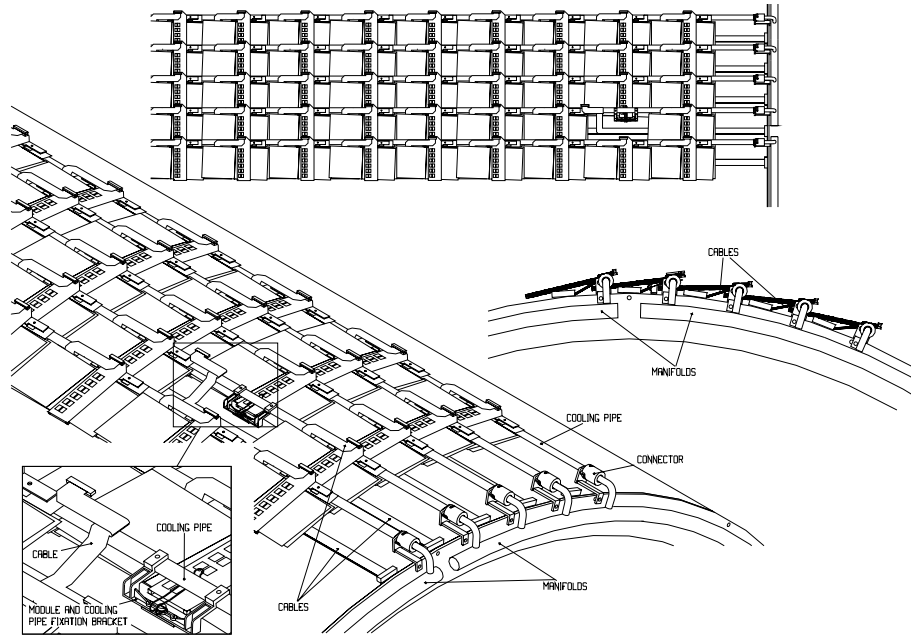 CABLES
MANIFOLDS
COOLING PIPE
CONNECTOR
COOLING PIPE
CABLE
MODULE AND COOLING
PIPE FIXATION BRACKET
CABLES
MANIFOLDS